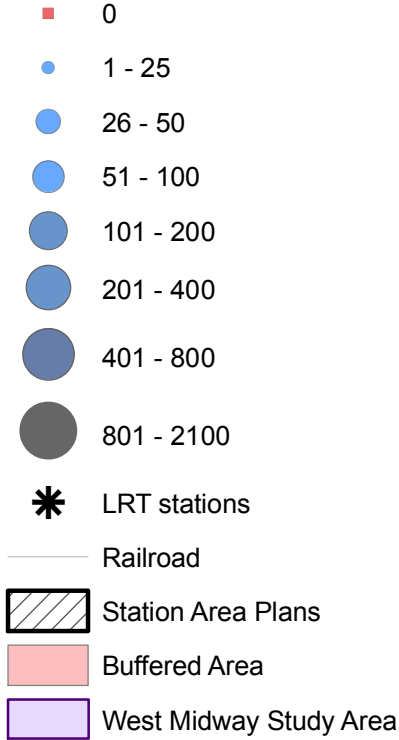 0
1 - 25
26 - 50
51 - 100
101 - 200
201 - 400
401 - 800
801 - 2100
LRT stations
Railroad
Station Area Plans
Buffered Area
West Midway Study Area